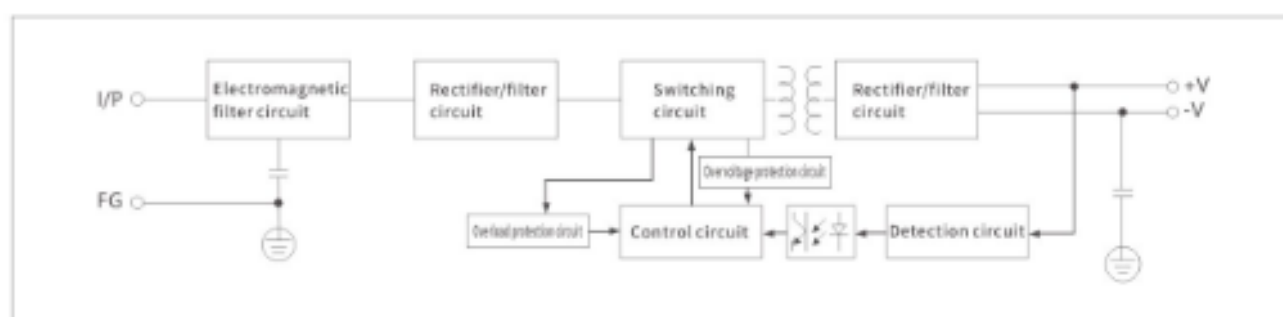 I/P
Electromagnetic
filter circuit
Rectifier/filter
circuit
Switching
circuit
Rectifier/filter
circuit
+V
-V
Overvoltage protection circuit
FG
Overload protection circuit
Control circuit
Detection circuit